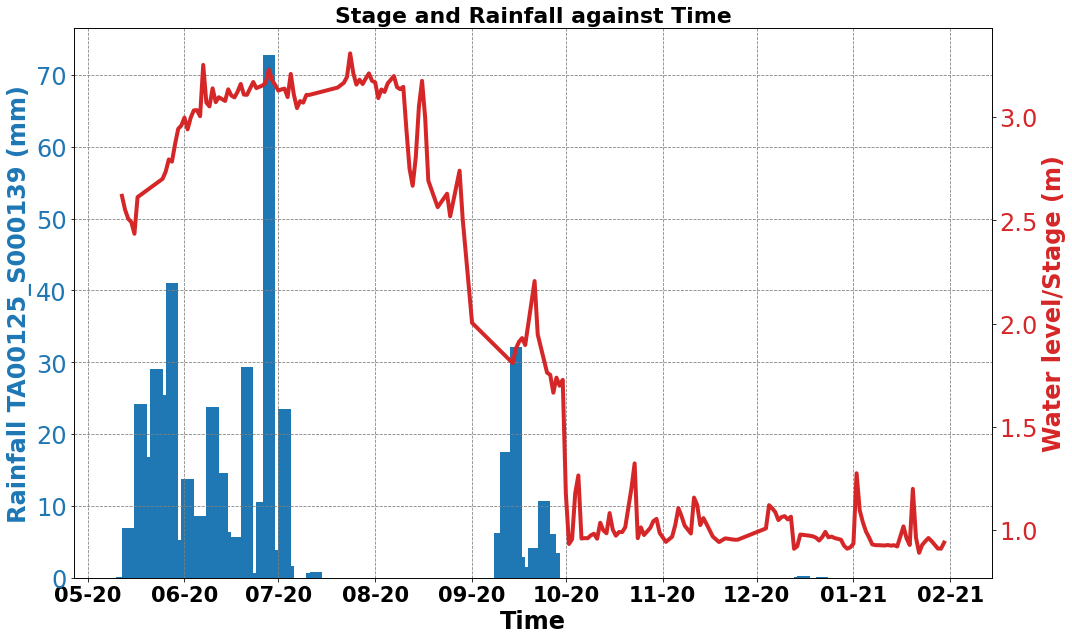 Stage and Rainfall against Time
Rainfall TA00125_S000139 (mm)
70
60
50
40
30
20
10
0
Water level/Stage (m)
3.0
2.5
2.0
1.5
1.0
05-20 06-20 07-20 08-20 09-20 10-20 11-20 12-20 01-21 02-21
Time